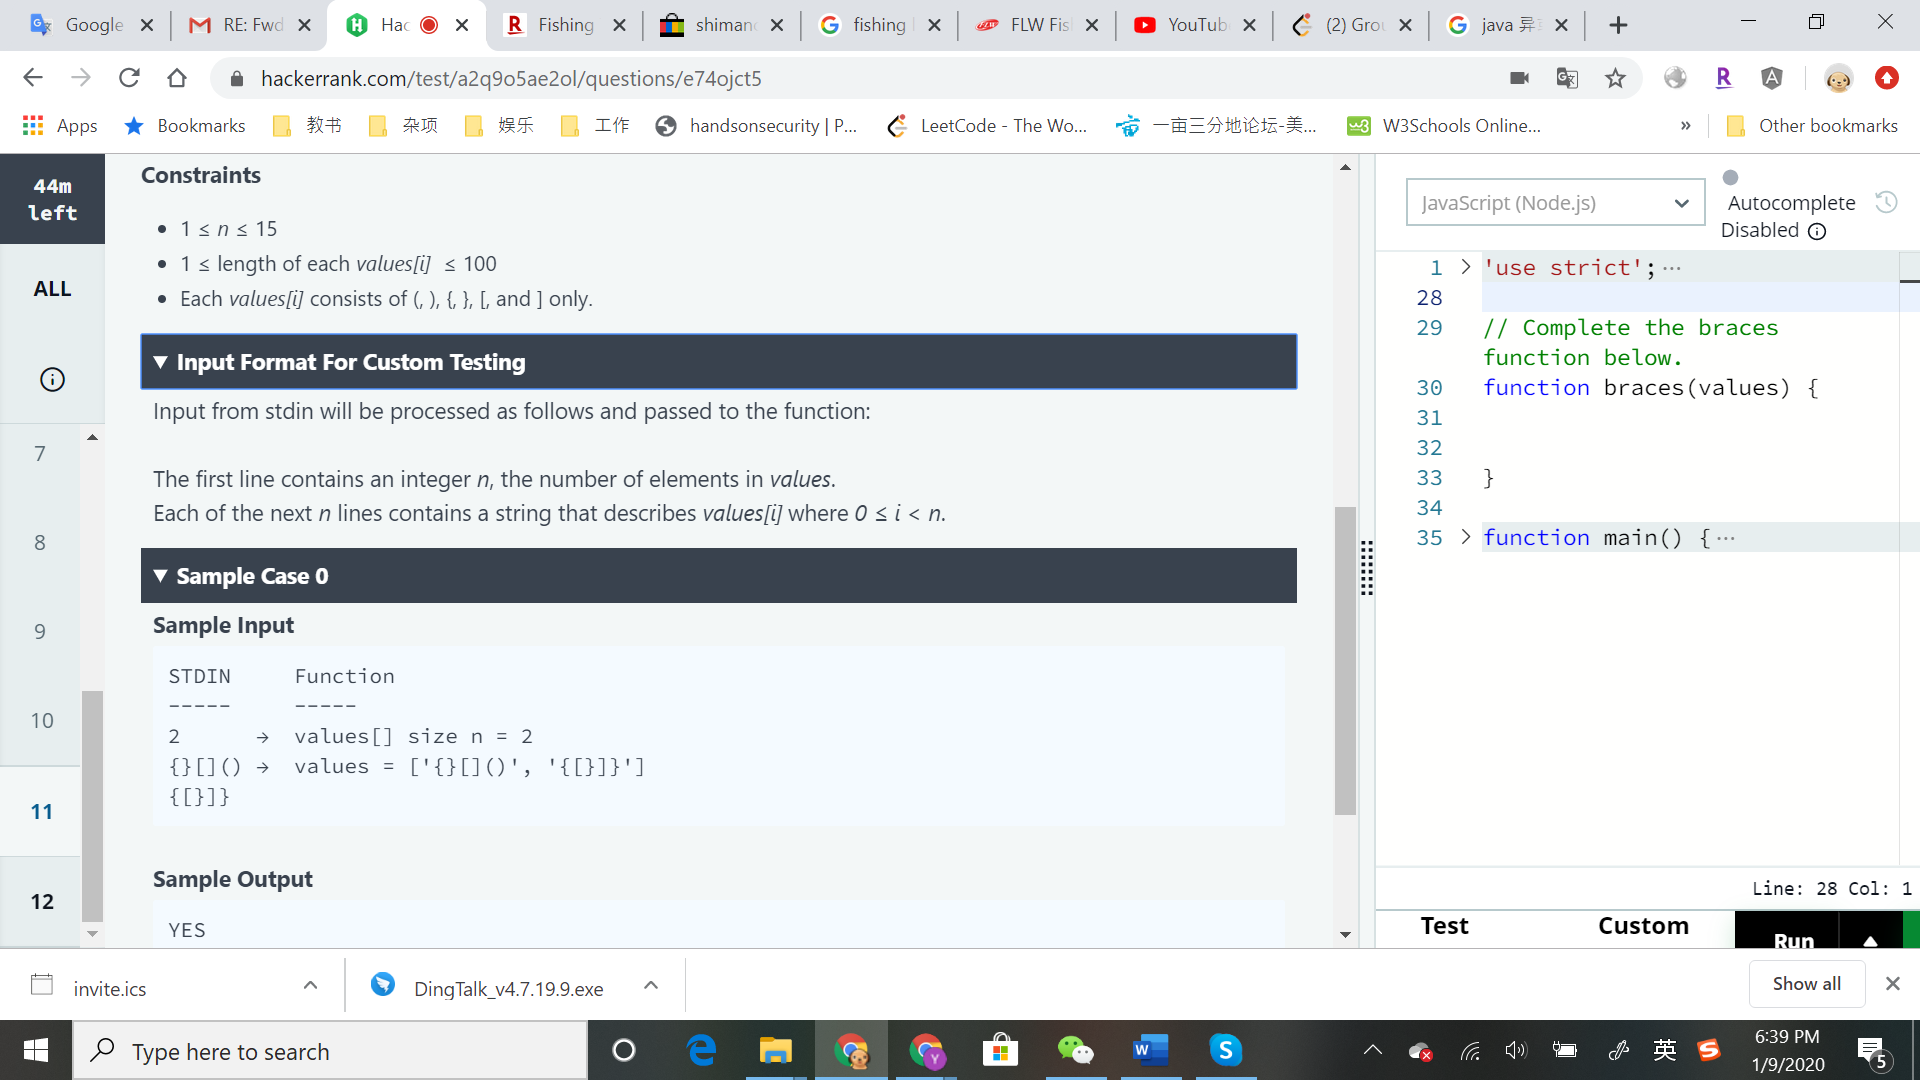 Google
RE: Fwd
Hac
Fishing
shiman
fishing
FLW Fis
YouTub
(2) Grou
java 异
hackerrank.com/test/a2q9o5ae2ol/questions/e74ojct5
Apps
Bookmarks
教书
杂项
娱乐
工作
handsonsecurity | P...
LeetCode - The Wo...
一亩三分地论坛-美...
W3Schools Online...
»
Other bookmarks
44m
left
ALL
7
8
9
10
11
12
Constraints
• 1 ≤ n ≤ 15
• 1 ≤ length of each values[i] ≤ 100
• Each values[i] consists of (, ), {, }, [, and ] only.
▼ Input Format For Custom Testing
Input from stdin will be processed as follows and passed to the function:
The first line contains an integer n, the number of elements in values.
Each of the next n lines contains a string that describes values[i] where 0 ≤ i < n.
▼ Sample Case 0
Sample Input
STDIN Function
----- -----
2 → values[] size n = 2
{}[]() → values = ['{}[]()', '{[}]}']
{[}]}
Sample Output
YES
JavaScript (Node.js)
Autocomplete
Disabled
1 'use strict';···
28
29 // Complete the braces
function below.
30 function braces(values) {
31
32
33 }
34
35 function main() {···
Line: 28 Col: 1
Test
Custom
Run
invite.ics
DingTalk_v4.7.19.9.exe
Show all
Type here to search
英
6:39 PM
1/9/2020
5